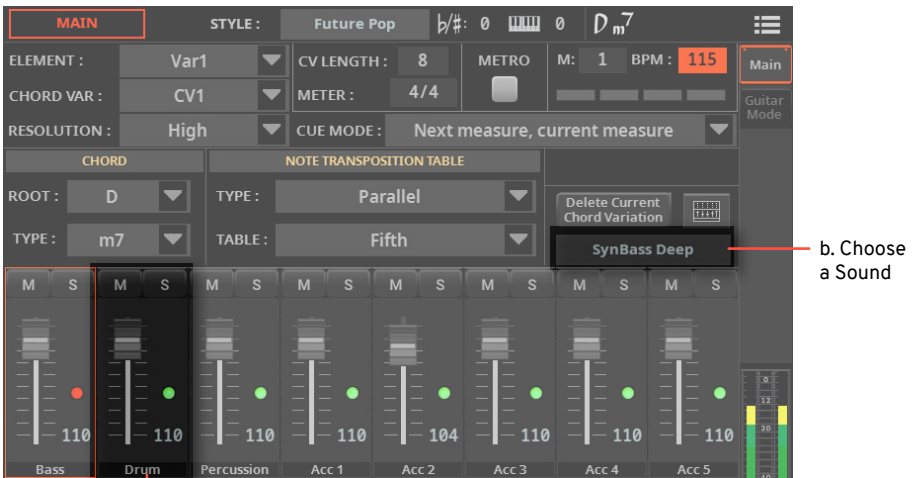 MAIN STYLE : Future Pop ♭/♯: 0 0 Dm7
ELEMENT : Var1 CV LENGTH : 8 METRO M: 1 BPM : 115 Main
CHORD VAR : CV1 METER : 4/4 Guitar Mode
RESOLUTION : High CUE MODE : Next measure, current measure
CHORD NOTE TRANSPOSITION TABLE
ROOT : D TYPE : Parallel Delete Current
Chord Variation
TYPE : m7 TABLE : Fifth SynBass Deep
b. Choose
a Sound
M S M S M S M S M S M S M S M S
0
12
20
110 110 110 110 104 110 110 110
Bass Drum Percussion Acc 1 Acc 2 Acc 3 Acc 4 Acc 5
40